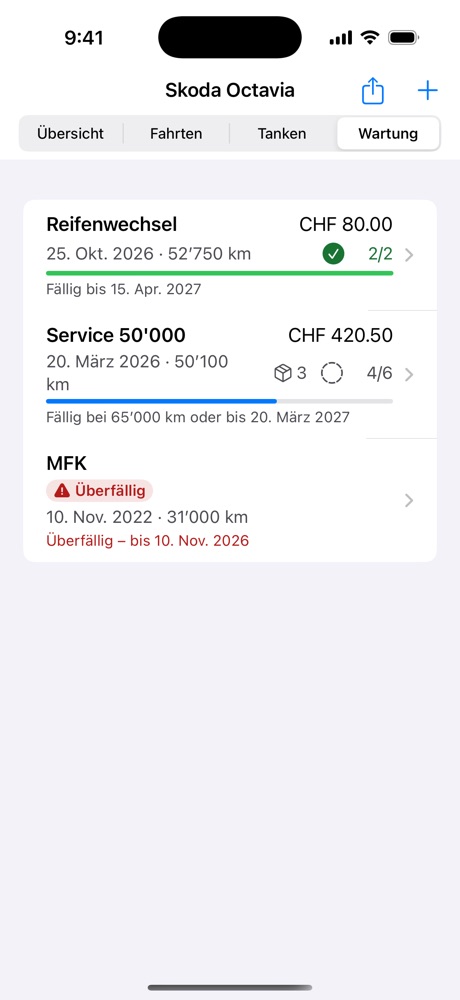 9:41
Skoda Octavia
Übersicht
Fahrten
Tanken
Wartung
Reifenwechsel
CHF 80.00
25. Okt. 2026 · 52’750 km
2/2
Fällig bis 15. Apr. 2027
Service 50'000
CHF 420.50
20. März 2026 · 50’100
km
3
4/6
Fällig bei 65’000 km oder bis 20. März 2027
MFK
Überfällig
10. Nov. 2022 · 31’000 km
Überfällig – bis 10. Nov. 2026